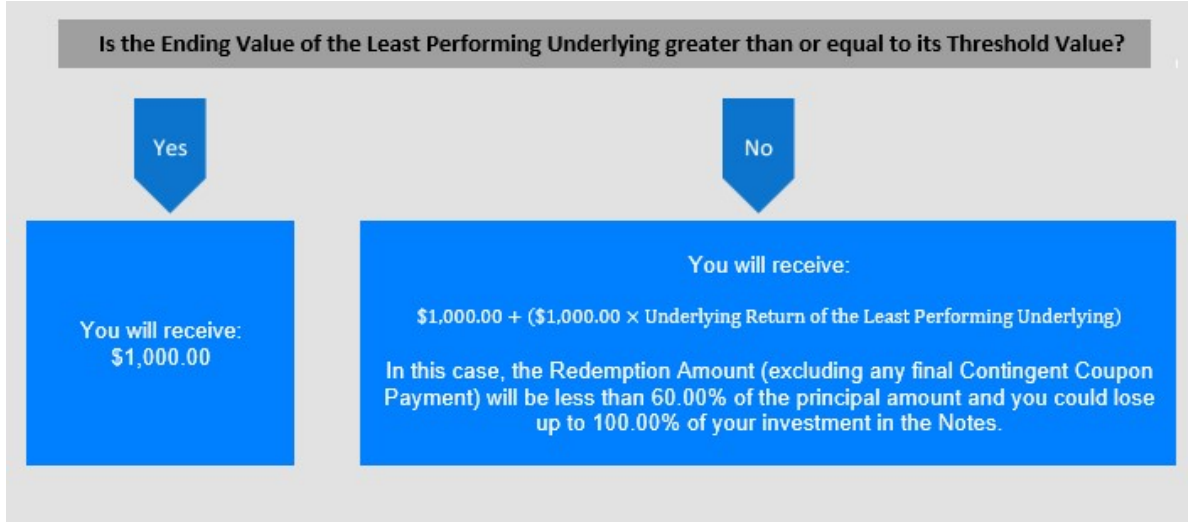 Is the Ending Value of the Least Performing Underlying greater than or equal to its Threshold Value?
Yes
No
You will receive:
$1,000.00
You will receive:
$1,000.00 + ($1,000.00 × Underlying Return of the Least Performing Underlying)
In this case, the Redemption Amount (excluding any final Contingent Coupon
Payment) will be less than 60.00% of the principal amount and you could lose
up to 100.00% of your investment in the Notes.